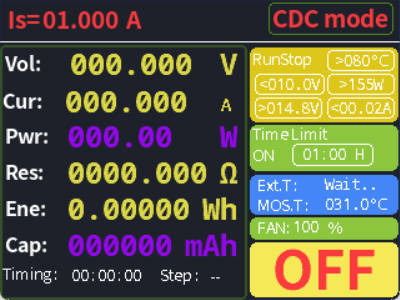 Is=01.000 A CDC mode
Vol: 000.000 V
Cur: 000.000 A
Pwr: 000.00 W
Res: 0000.000 Ω
Ene: 0.00000 Wh
Cap: 000000 mAh
Timing: 00:00:00 Step: --
RunStop >080°C
<010.0V >155W
>014.8V <00.02A
TimeLimit
ON 01:00 H
Ext.T: Wait..
MOS.T: 031.0°C
FAN: 100 %
OFF